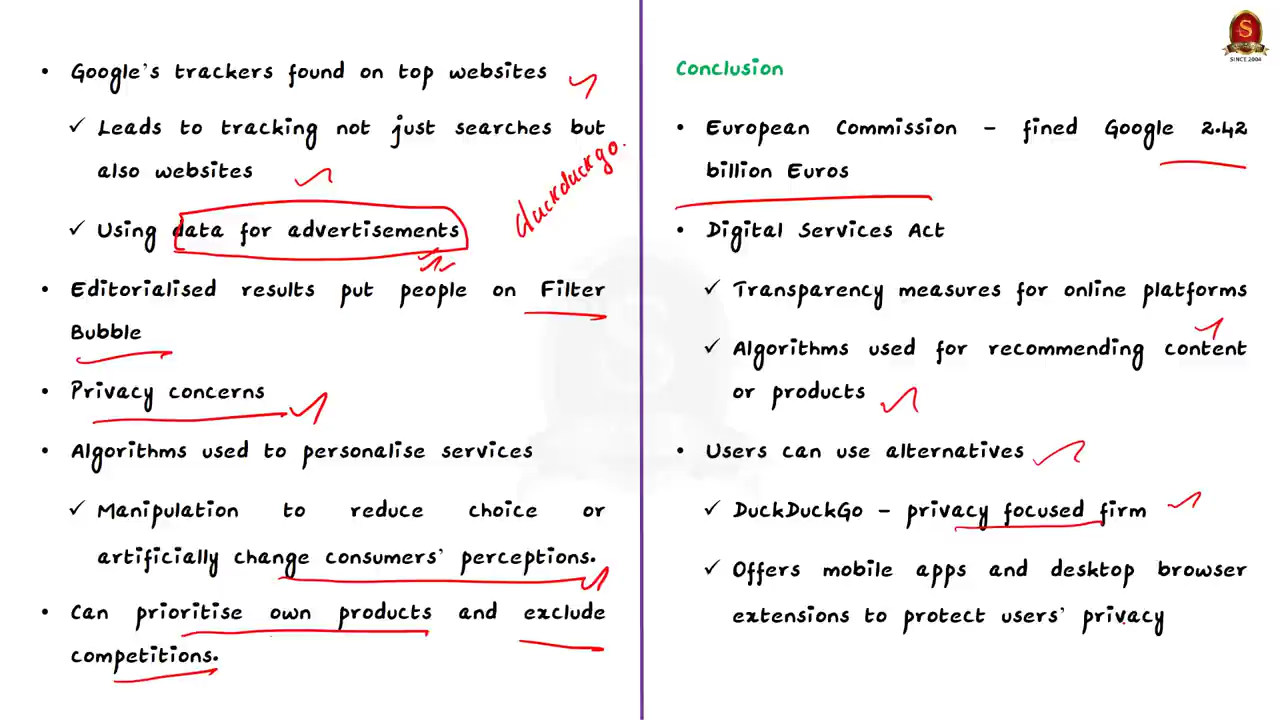 • Google's trackers found on top websites
✓ Leads to tracking not just searches but
also websites
✓ Using data for advertisements
duckduckgo.
• Editorialised results put people on Filter
Bubble
• Privacy concerns
• Algorithms used to personalise services
✓ Manipulation to reduce choice or
artificially change consumers' perceptions.
• Can prioritise own products and exclude
competitions.
S
SINCE 2004
Conclusion
• European Commission – fined Google 2.42
billion Euros
• Digital Services Act
✓ Transparency measures for online platforms
✓ Algorithms used for recommending content
or products
• Users can use alternatives
✓ DuckDuckGo – privacy focused firm
✓ Offers mobile apps and desktop browser
extensions to protect users' privacy